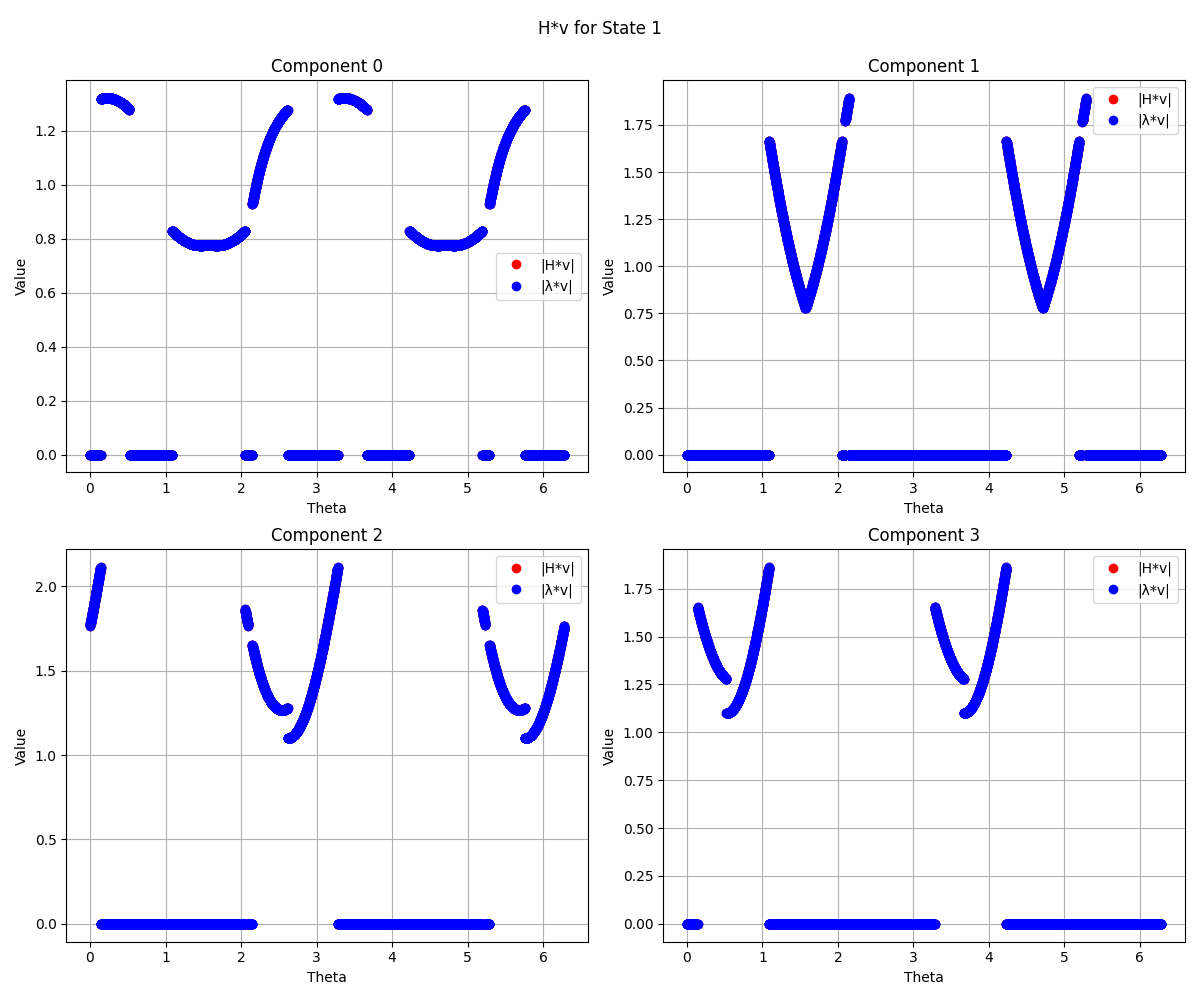 H*v for State 1
Component 0
Value
1.2
1.0
0.8
0.6
0.4
0.2
0.0
|H*v|
|λ*v|
0 1 2 3 4 5 6
Theta
Component 1
Value
1.75
1.50
1.25
1.00
0.75
0.50
0.25
0.00
|H*v|
|λ*v|
0 1 2 3 4 5 6
Theta
Component 2
Value
2.0
1.5
1.0
0.5
0.0
|H*v|
|λ*v|
0 1 2 3 4 5 6
Theta
Component 3
Value
1.75
1.50
1.25
1.00
0.75
0.50
0.25
0.00
|H*v|
|λ*v|
0 1 2 3 4 5 6
Theta